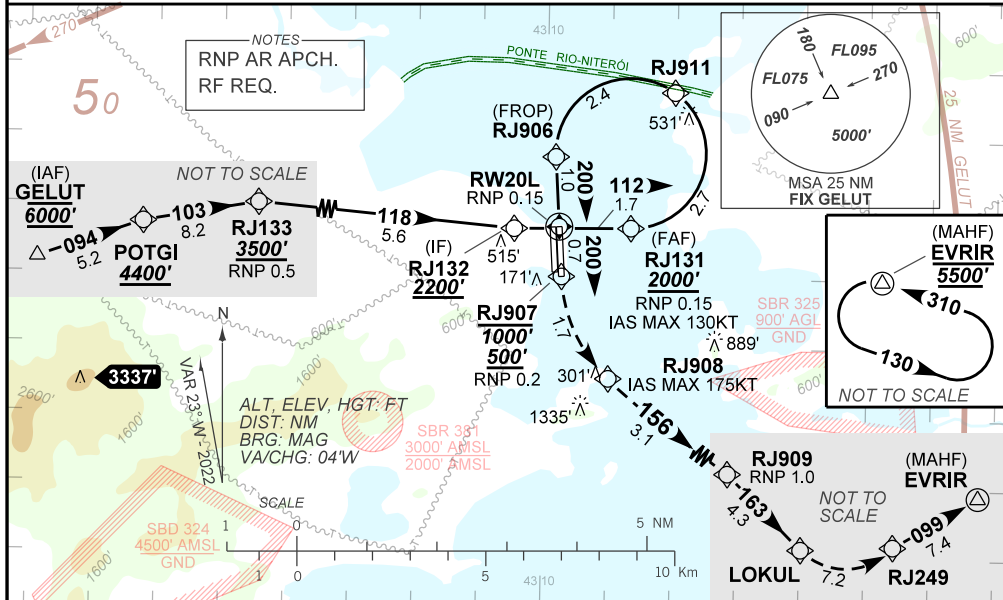 270
43│10
600'
NOTES
RNP AR APCH.
RF REQ.
50
PONTE RIO-NITERÓI
RJ911
2.4
531'
(FROP)
RJ906
180
FL095
FL075
270
090
5000'
MSA 25 NM
FIX GELUT
270
25 NM GELUT
NOT TO SCALE
(IAF)
GELUT
6000'
094
5.2
POTGI
4400'
103
8.2
RJ133
3500'
RNP 0.5
118
5.6
RW20L
RNP 0.15
1.0
200
112
1.7
2.7
(IF)
RJ132
2200'
515'
171'
0.7
200
(FAF)
RJ131
2000'
RNP 0.15
IAS MAX 130KT
RJ907
1000'
500'
RNP 0.2
1.7
(MAHF)
EVRIR
5500'
310
130
NOT TO SCALE
SBR 325
900' AGL
GND
889'
600'
600'
600'
1600'
N
VAR 23° W 2022
3337'
2600'
1600'
301'
RJ908
IAS MAX 175KT
1335'
ALT, ELEV, HGT: FT
DIST: NM
BRG: MAG
VA/CHG: 04'W
SBR 381
3000' AMSL
2000' AMSL
156
3.1
RJ909
RNP 1.0
163
4.3
NOT TO
SCALE
(MAHF)
EVRIR
099
7.4
LOKUL
7.2
RJ249
SBD 324
4500' AMSL
GND
1600'
SCALE
1
0
5 NM
1
0
5
10 Km
43│10